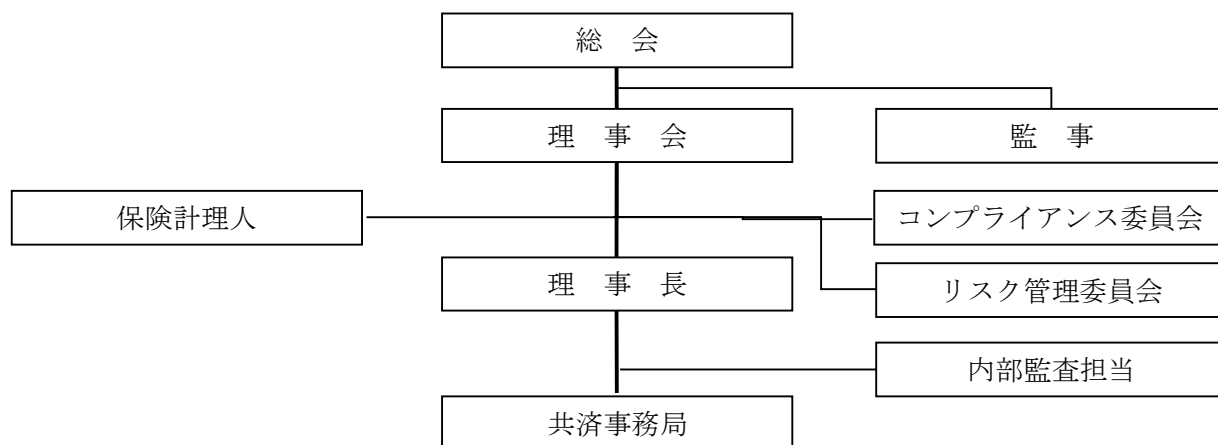 総　会
理　事　会
監　事
保険計理人
コンプライアンス委員会
理　事　長
リスク管理委員会
内部監査担当
共済事務局